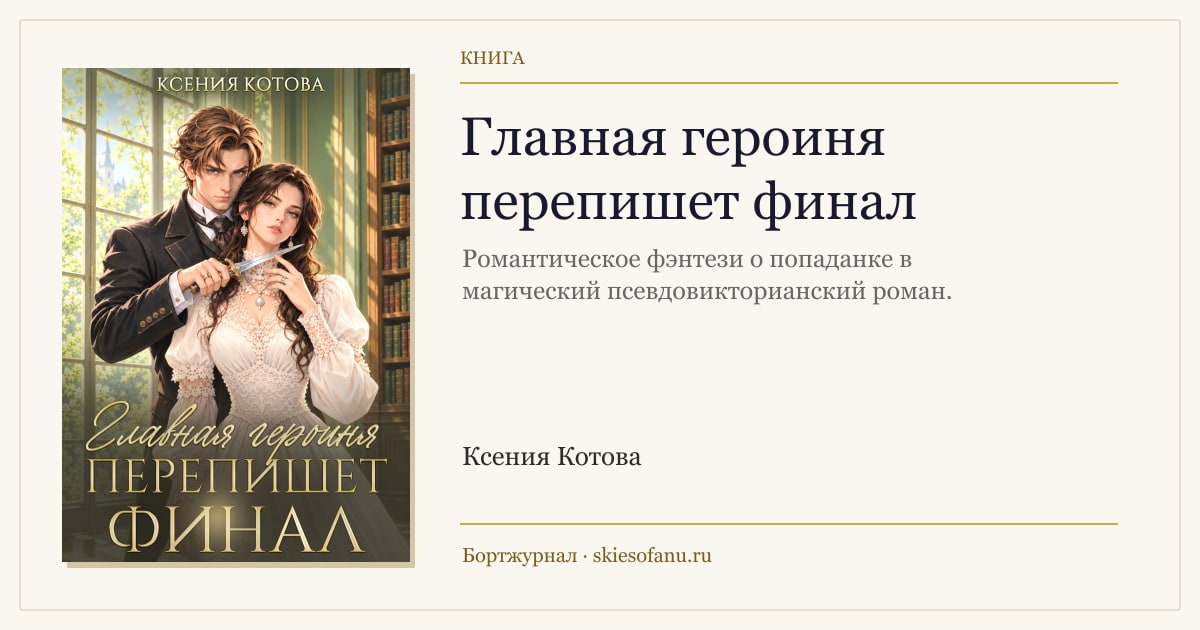 КСЕНИЯ КОТОВА
Главная героиня
ПЕРЕПИШЕТ
ФИНАЛ
КНИГА
Главная героиня
перепишет финал
Романтическое фэнтези о попаданке в
магический псевдовикторианский роман.
Ксения Котова
Бортжурнал · skiesofanu.ru